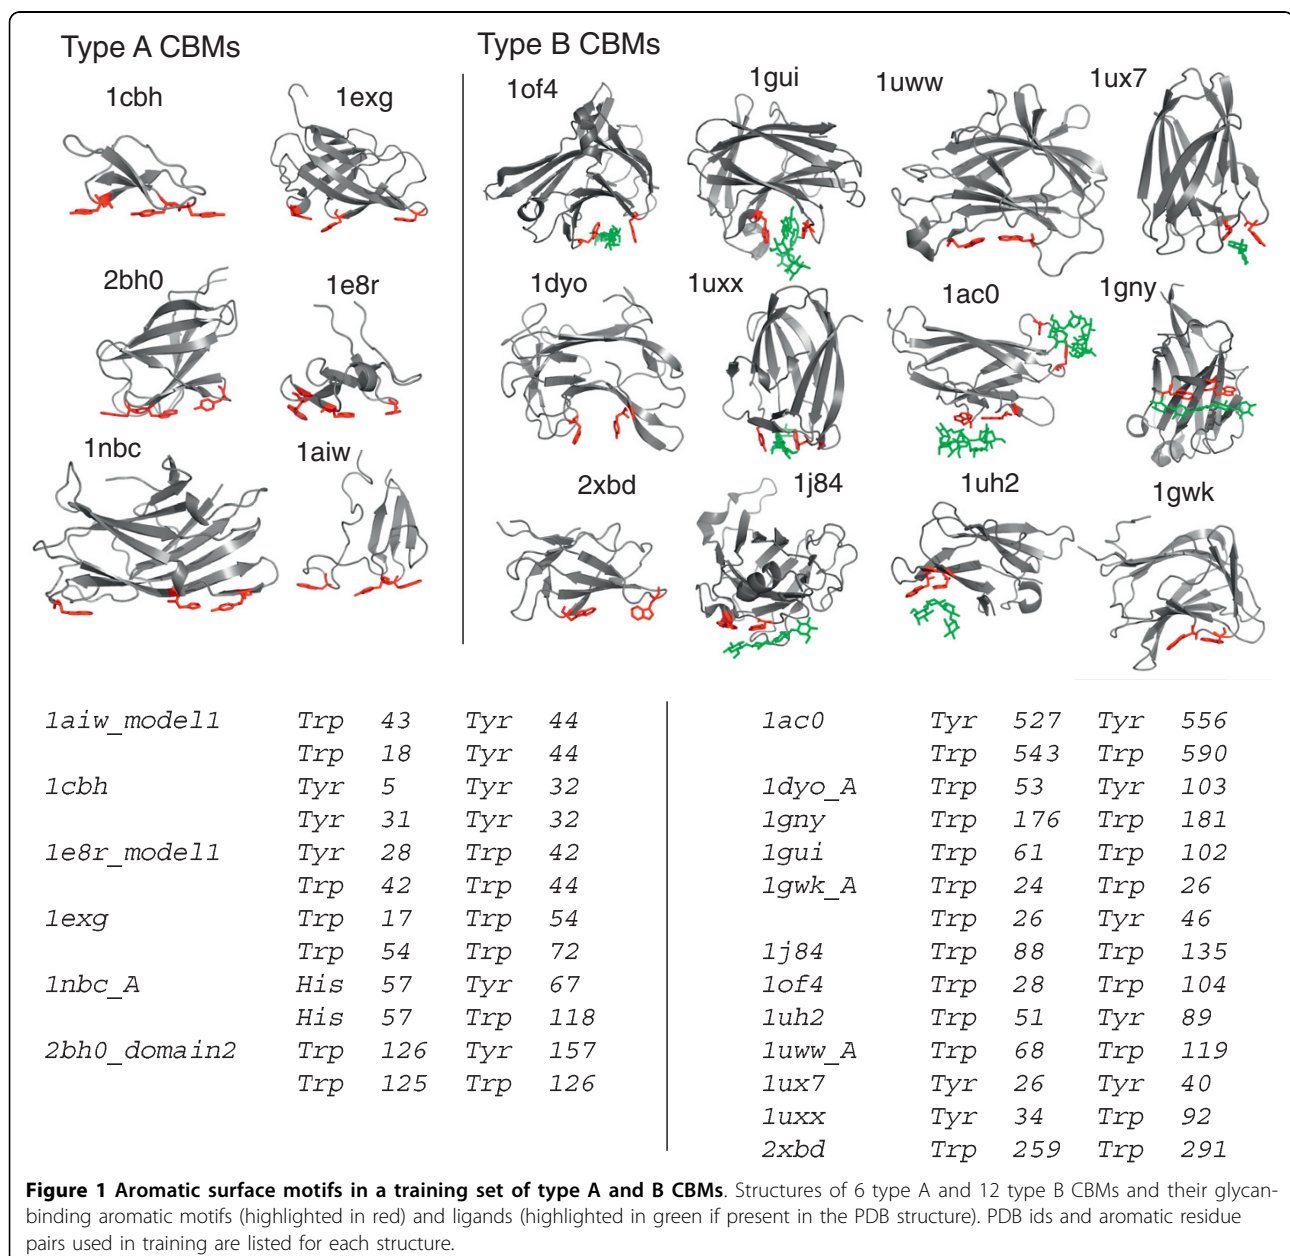 Type A CBMs
1cbh
1exg
2bh0
1e8r
1nbc
1aiw
Type B CBMs
1of4
1gui
1uww
1ux7
1dyo
1uxx
1ac0
1gny
2xbd
1j84
1uh2
1gwk
1aiw_model1 Trp 43 Tyr 44
Trp 18 Tyr 44
1cbh Tyr 5 Tyr 32
Tyr 31 Tyr 32
1e8r_model1 Tyr 28 Trp 42
Trp 42 Trp 44
1exg Trp 17 Trp 54
Trp 54 Trp 72
1nbc_A His 57 Tyr 67
His 57 Trp 118
2bh0_domain2 Trp 126 Tyr 157
Trp 125 Trp 126
1ac0 Tyr 527 Tyr 556
Trp 543 Trp 590
1dyo_A Trp 53 Tyr 103
1gny Trp 176 Trp 181
1gui Trp 61 Trp 102
1gwk_A Trp 24 Trp 26
Trp 26 Tyr 46
1j84 Trp 88 Trp 135
1of4 Trp 28 Trp 104
1uh2 Trp 51 Tyr 89
1uww_A Trp 68 Trp 119
1ux7 Tyr 26 Tyr 40
1uxx Tyr 34 Trp 92
2xbd Trp 259 Trp 291
Figure 1 Aromatic surface motifs in a training set of type A and B CBMs. Structures of 6 type A and 12 type B CBMs and their glycan-
binding aromatic motifs (highlighted in red) and ligands (highlighted in green if present in the PDB structure). PDB ids and aromatic residue
pairs used in training are listed for each structure.